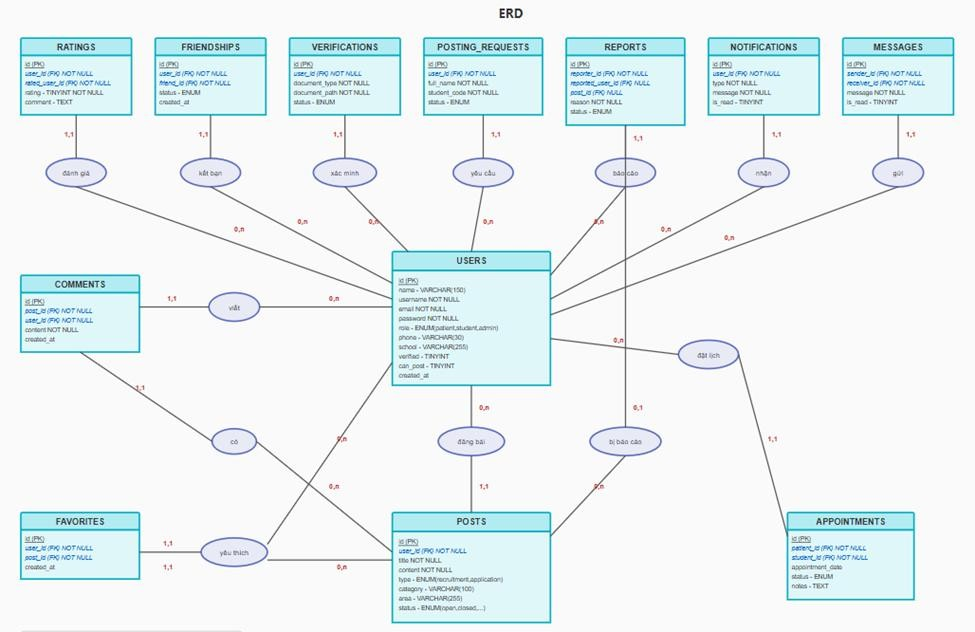 ERD
RATINGS
id (PK)
user_id (FK) NOT NULL
rated_user_id (FK) NOT NULL
rating - TINYINT NOT NULL
comment - TEXT
FRIENDSHIPS
id (PK)
user_id (FK) NOT NULL
friend_id (FK) NOT NULL
status - ENUM
created_at
VERIFICATIONS
id (PK)
user_id (FK) NOT NULL
document_type NOT NULL
document_path NOT NULL
status - ENUM
POSTING_REQUESTS
id (PK)
user_id (FK) NOT NULL
full_name NOT NULL
student_code NOT NULL
status - ENUM
REPORTS
id (PK)
reporter_id (FK) NOT NULL
reported_user_id (FK) NOT NULL
post_id (FK) NULL
reason NOT NULL
status - ENUM
NOTIFICATIONS
id (PK)
user_id (FK) NOT NULL
type NOT NULL
message NOT NULL
is_read - TINYINT
MESSAGES
id (PK)
sender_id (FK) NOT NULL
receiver_id (FK) NOT NULL
message NOT NULL
is_read - TINYINT
1,1
1,1
1,1
1,1
1,1
1,1
1,1
đánh giá
kết bạn
xác minh
yêu cầu
báo cáo
nhận
gửi
0,n
0,n
0,n
0,n
0,n
0,n
0,n
USERS
id (PK)
name - VARCHAR(150)
username NOT NULL
email NOT NULL
password NOT NULL
role - ENUM(patient,student,admin)
phone - VARCHAR(30)
school - VARCHAR(255)
verified - TINYINT
can_post - TINYINT
created_at
COMMENTS
id (PK)
post_id (FK) NOT NULL
user_id (FK) NOT NULL
content NOT NULL
created_at
1,1
viết
0,n
0,n
đặt lịch
1,1
1,1
0,n
0,1
có
0,n
đăng bài
bị báo cáo
1,1
0,n
1,1
0,n
FAVORITES
id (PK)
user_id (FK) NOT NULL
post_id (FK) NOT NULL
created_at
1,1
1,1
yêu thích
0,n
POSTS
id (PK)
user_id (FK) NOT NULL
title NOT NULL
content NOT NULL
type - ENUM(recruitment,application)
category - VARCHAR(100)
area - VARCHAR(255)
status - ENUM(open,closed,...)
APPOINTMENTS
id (PK)
patient_id (FK) NOT NULL
student_id (FK) NOT NULL
appointment_date
status - ENUM
notes - TEXT